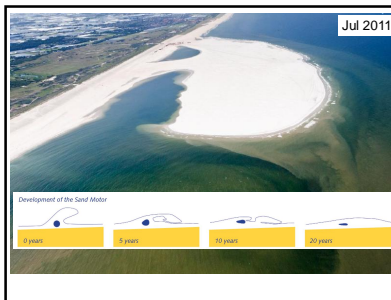 Jul 2011
Development of the Sand Motor
0 years
5 years
10 years
20 years